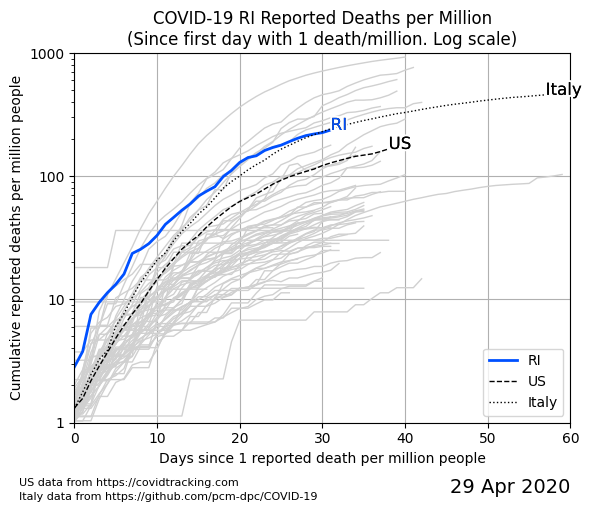 COVID-19 RI Reported Deaths per Million
(Since first day with 1 death/million. Log scale)
Cumulative reported deaths per million people
1000
100
10
1
Italy
RI
US
RI
US
Italy
0 10 20 30 40 50 60
Days since 1 reported death per million people
US data from https://covidtracking.com
Italy data from https://github.com/pcm-dpc/COVID-19
29 Apr 2020